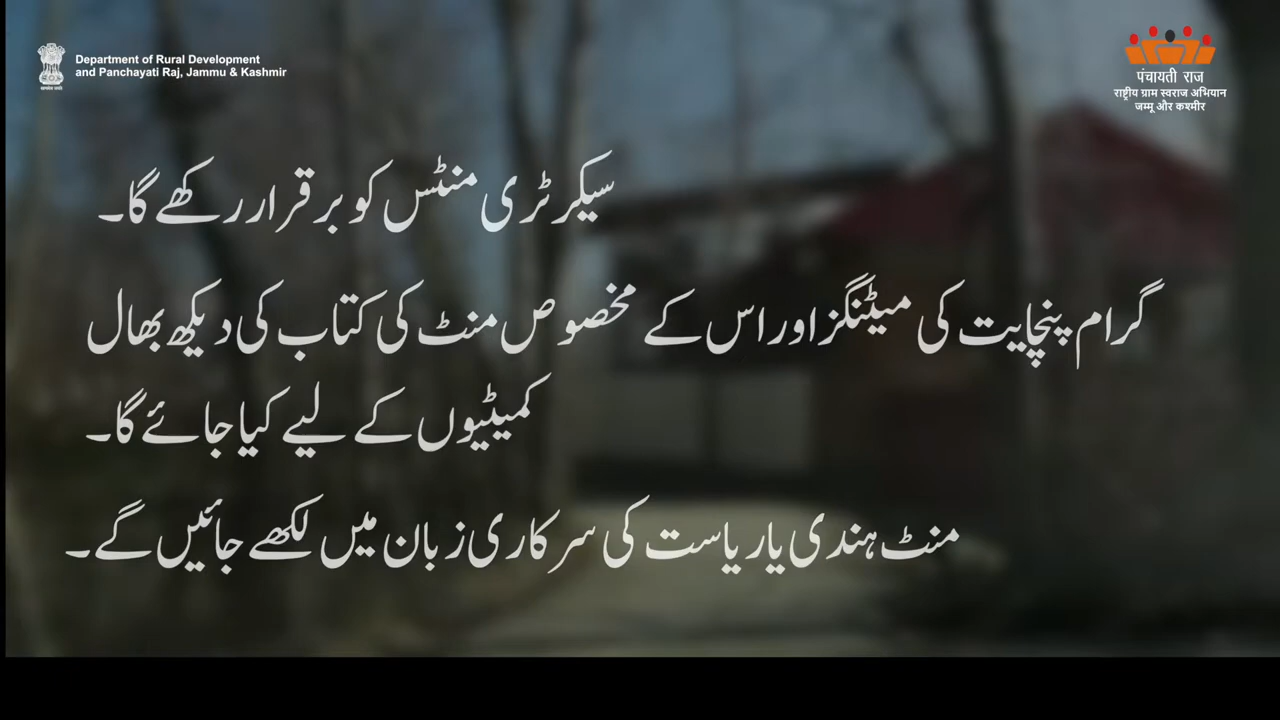 Department of Rural Development
and Panchayati Raj, Jammu & Kashmir
पंचायती राज
राष्ट्रीय ग्राम स्वराज अभियान
जम्मू और कश्मीर
سیکرٹری منٹس کو برقرار رکھے گا۔
گرام پنچایت کی میٹنگز اور اس کے مخصوص منٹ کی کتاب کی دیکھ بھال
کمیٹیوں کے لیے کیا جائے گا۔
منٹ ہندی یا ریاست کی سرکاری زبان میں لکھے جائیں گے۔